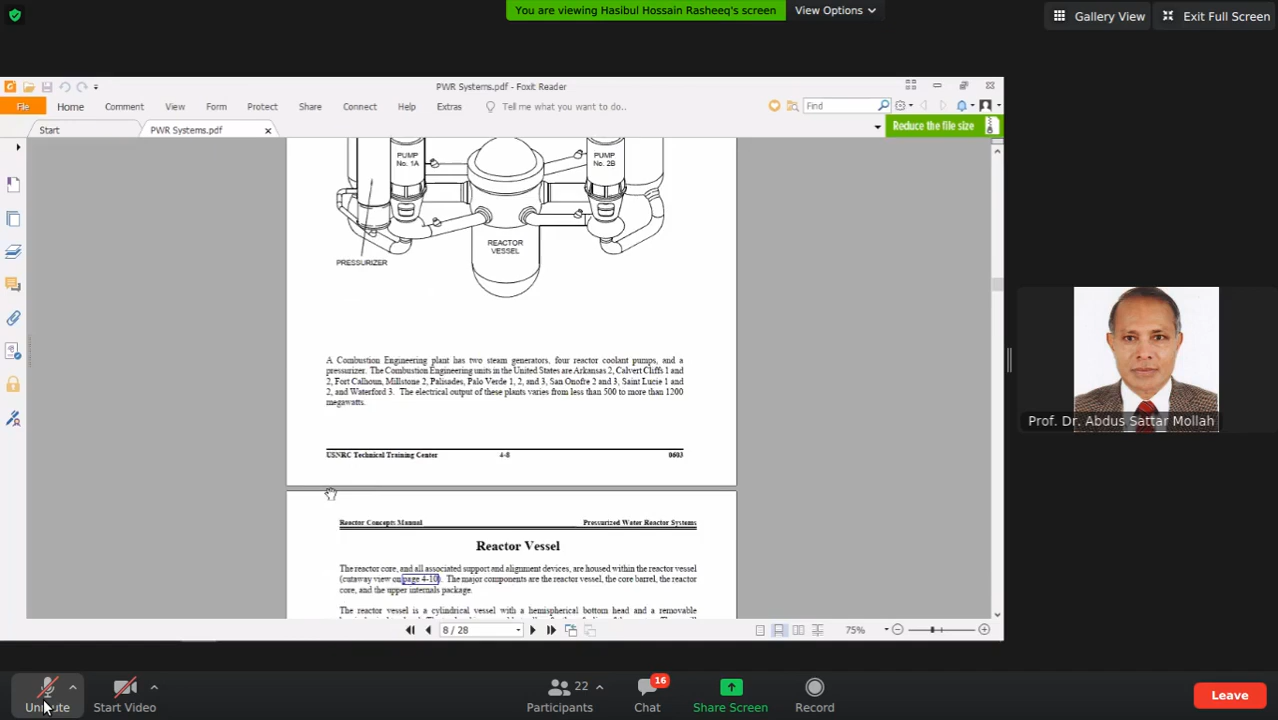 You are viewing Hasibul Hossain Rasheeq's screen View Options
Gallery View Exit Full Screen
PWR Systems.pdf - Foxit Reader
File Home Comment View Form Protect Share Connect Help Extras Tell me what you want to do.. Find
Start PWR Systems.pdf Reduce the file size
PUMP
No. 1A
PUMP
No. 2B
REACTOR
VESSEL
PRESSURIZER
A Combustion Engineering plant has two steam generators, four reactor coolant pumps, and a
pressurizer. The Combustion Engineering units in the United States are Arkansas 2, Calvert Cliffs 1 and
2, Fort Calhoun, Millstone 2, Palisades, Palo Verde 1, 2, and 3, San Onofre 2 and 3, Saint Lucie 1 and
2, and Waterford 3. The electrical output of these plants varies from less than 500 to more than 1200
megawatts.
USNRC Technical Training Center 4-8 0603
Reactor Concepts Manual Pressurized Water Reactor Systems
Reactor Vessel
The reactor core, and all associated support and alignment devices, are housed within the reactor vessel
(cutaway view on page 4-10). The major components are the reactor vessel, the core barrel, the reactor
core, and the upper internals package.
The reactor vessel is a cylindrical vessel with a hemispherical bottom head and a removable
8 / 28 75%
Prof. Dr. Abdus Sattar Mollah
Unmute Start Video Participants 22 Chat 16 Share Screen Record Leave